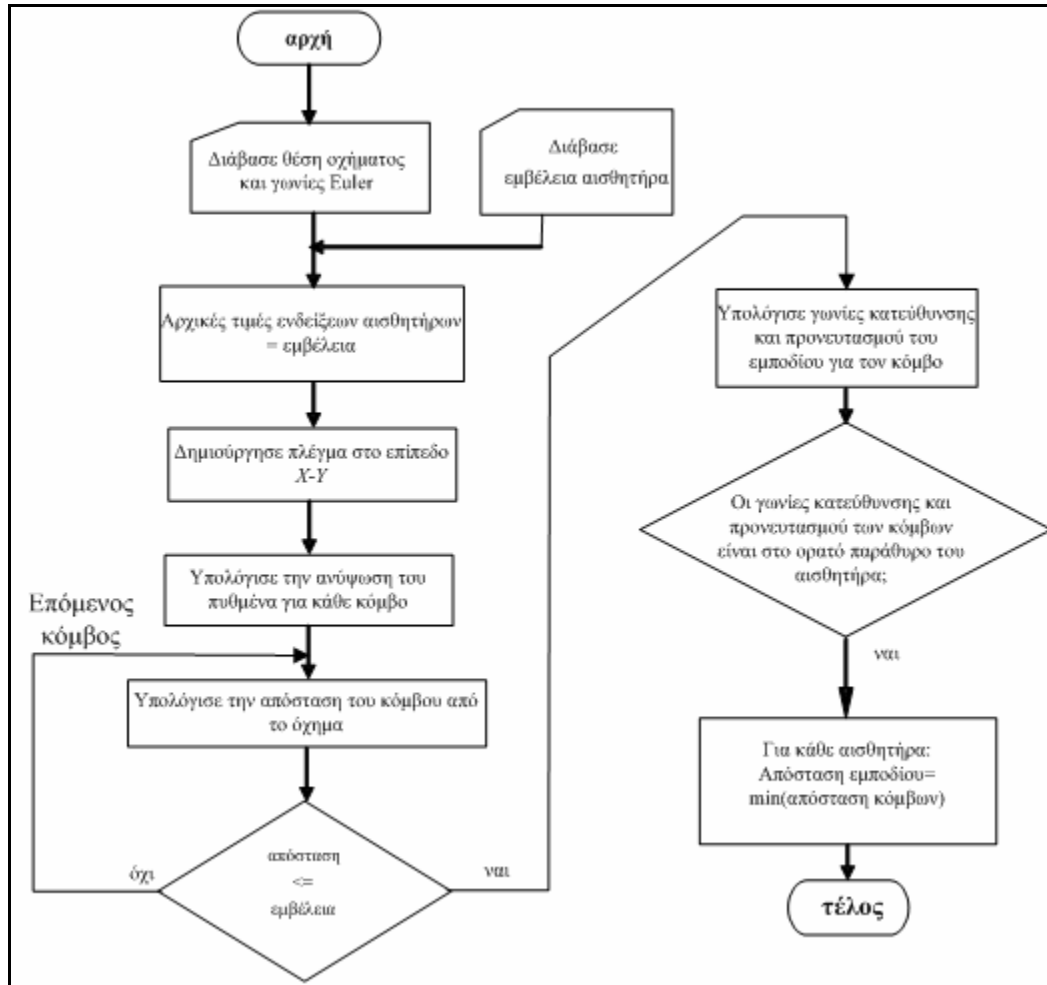 αρχή
Διάβασε θέση οχήματος
και γωνίες Euler
Διάβασε
εμβέλεια αισθητήρα
Αρχικές τιμές ενδείξεων αισθητήρων
= εμβέλεια
Δημιούργησε πλέγμα στο επίπεδο
X-Y
Υπολόγισε την ανύψωση του
πυθμένα για κάθε κόμβο
Επόμενος
κόμβος
Υπολόγισε την απόσταση του κόμβου από
το όχημα
απόσταση
<=
εμβέλεια
όχι
ναι
Υπολόγισε γωνίες κατεύθυνσης
και προνευτασμού του
εμποδίου για τον κόμβο
Οι γωνίες κατεύθυνσης και
προνευτασμού των κόμβων
είναι στο ορατό παράθυρο του
αισθητήρα;
ναι
Για κάθε αισθητήρα:
Απόσταση εμποδίου=
min(απόσταση κόμβων)
τέλος